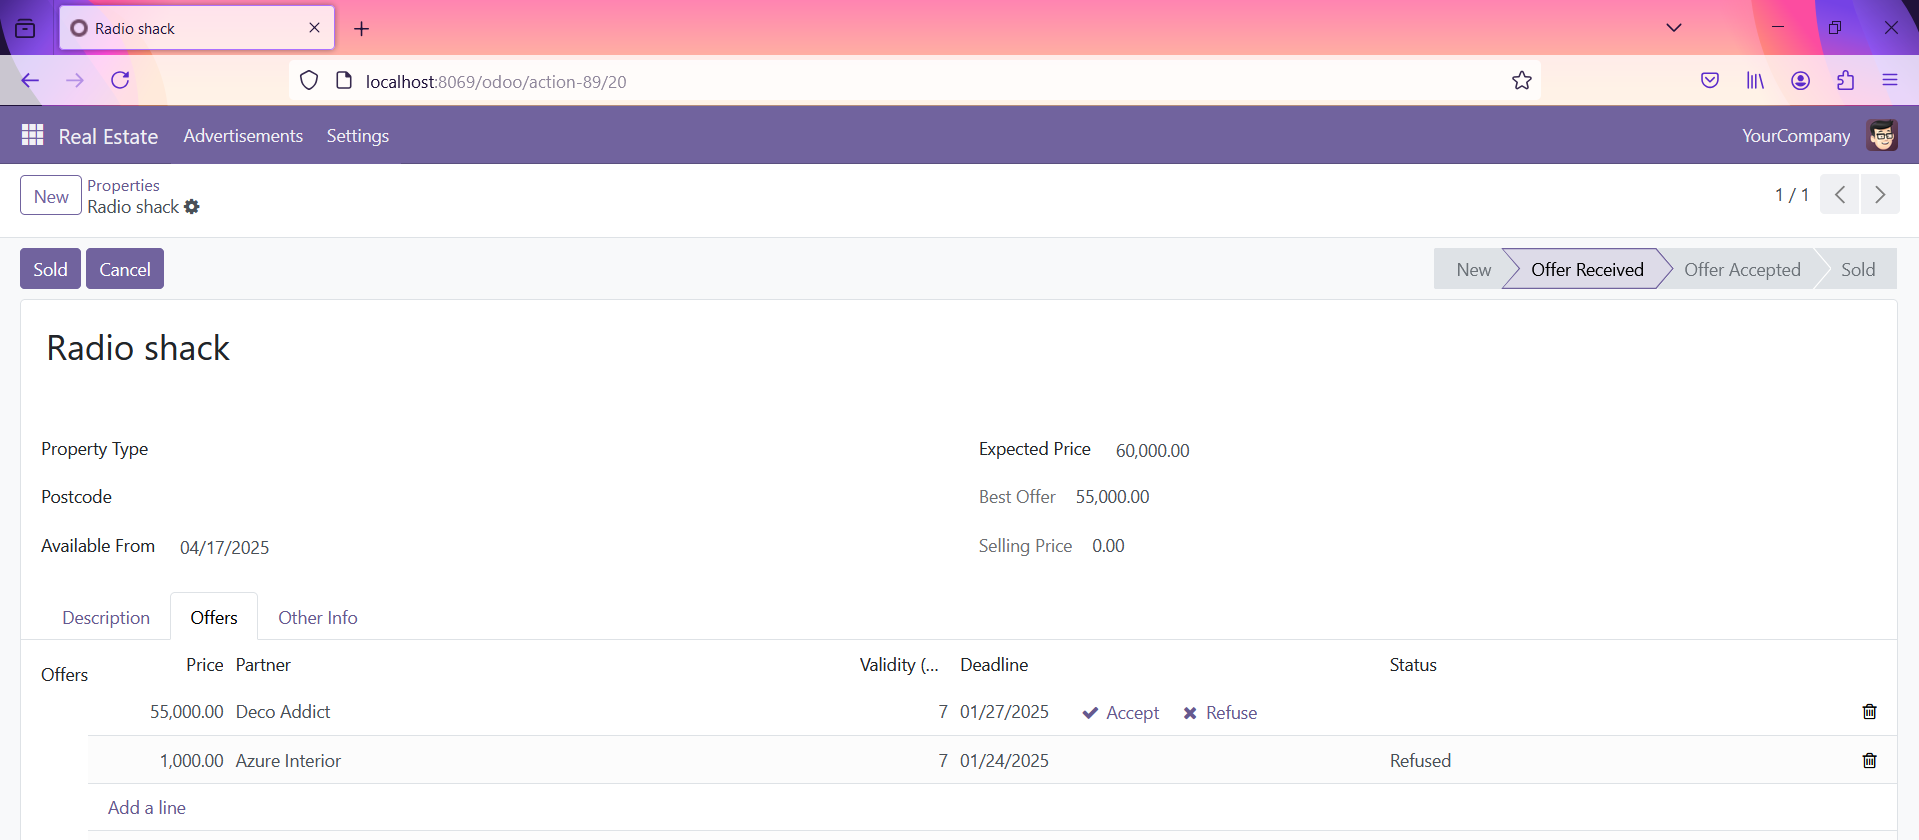 Radio shack
localhost:8069/odoo/action-89/20
Real Estate Advertisements Settings YourCompany
New Properties
Radio shack
1 / 1
Sold Cancel New Offer Received Offer Accepted Sold
Radio shack
Property Type Expected Price 60,000.00
Postcode Best Offer 55,000.00
Available From 04/17/2025 Selling Price 0.00
Description Offers Other Info
Offers Price Partner Validity (... Deadline Status
55,000.00 Deco Addict 7 01/27/2025 Accept Refuse
1,000.00 Azure Interior 7 01/24/2025 Refused
Add a line